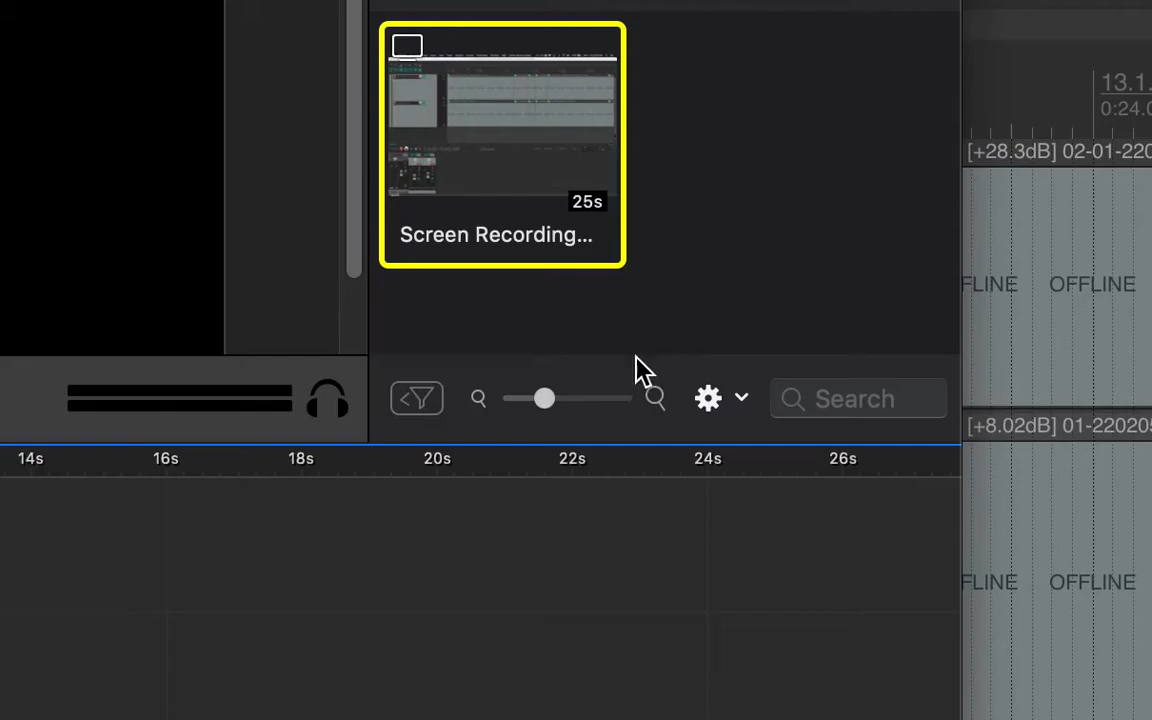 25s
Screen Recording...
Search
14s 16s 18s 20s 22s 24s 26s
13.1.
0:24.0
[+28.3dB] 02-01-220
FLINE OFFLINE
[+8.02dB] 01-220205
FLINE OFFLINE